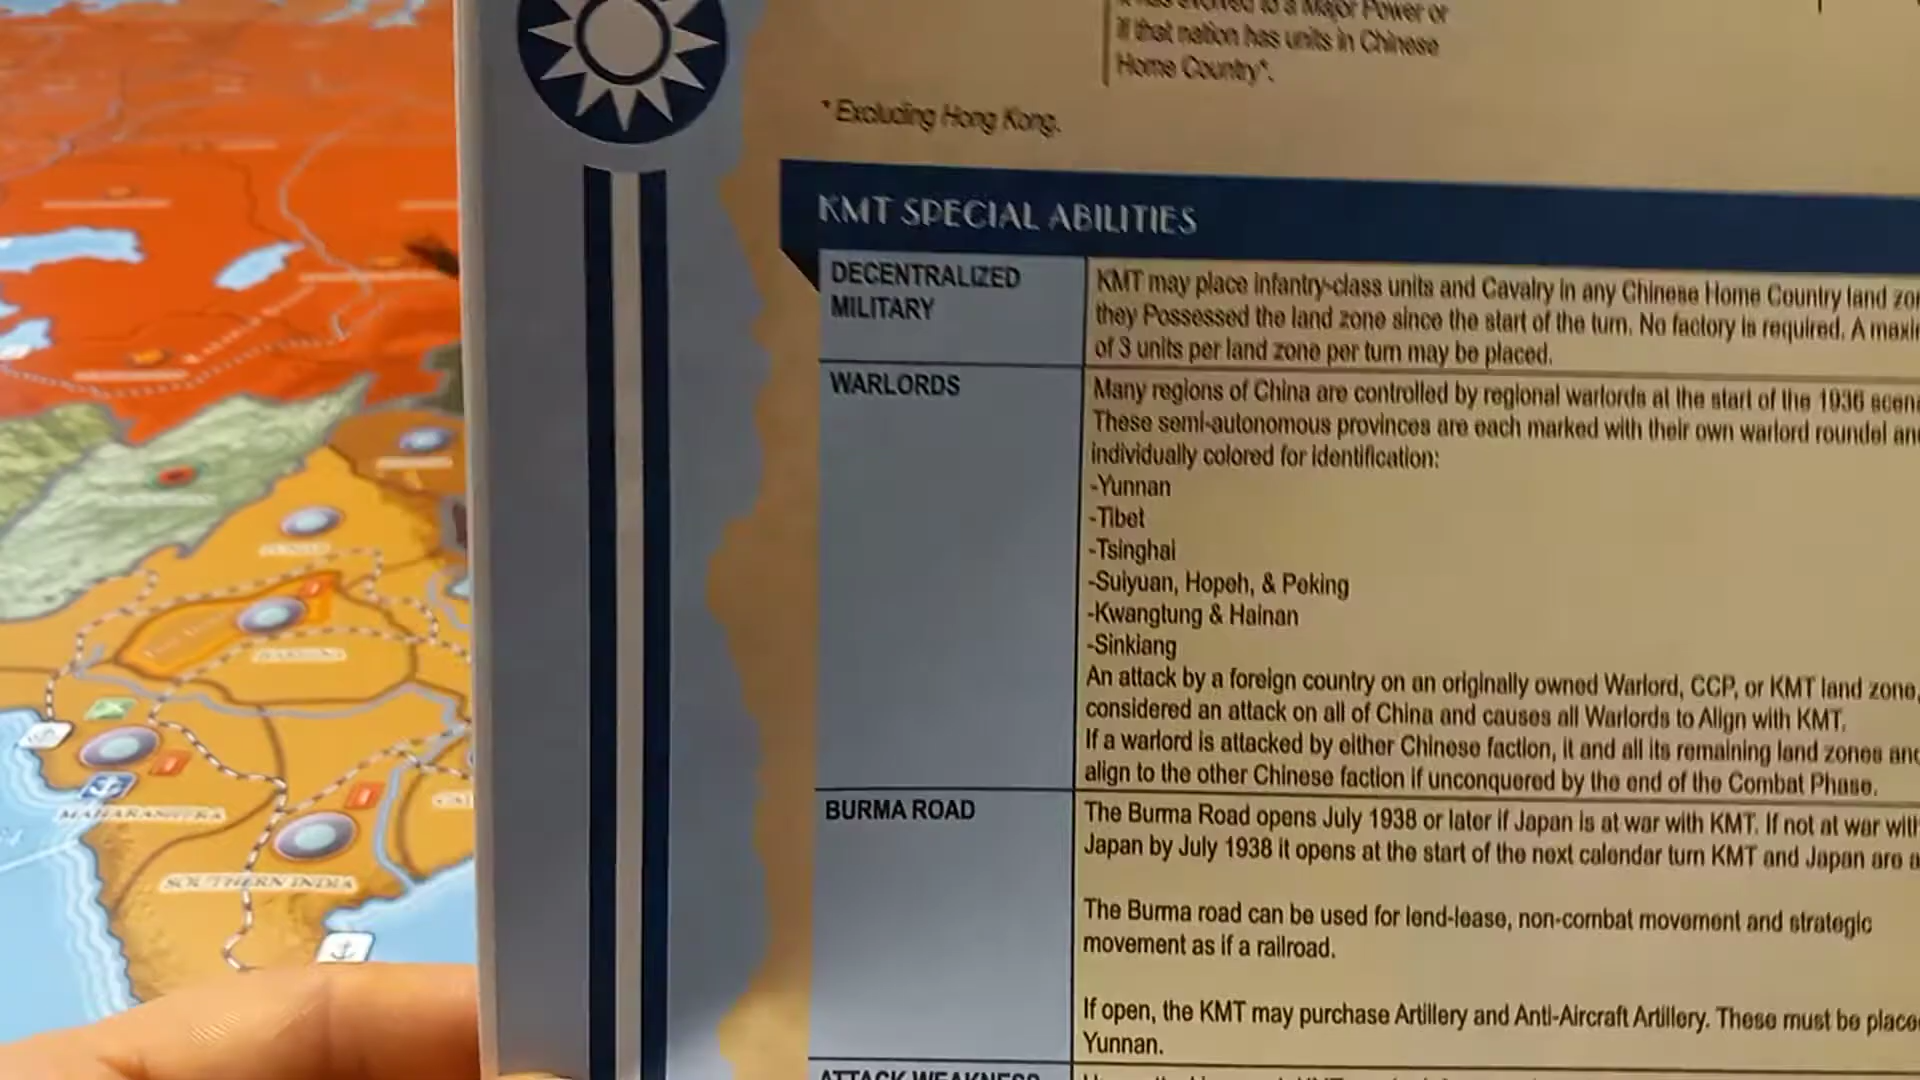 it has evolved to a Major Power or
if that nation has units in Chinese
Home Country*.
* Excluding Hong Kong.
KMT SPECIAL ABILITIES
DECENTRALIZED
MILITARY
KMT may place infantry-class units and Cavalry in any Chinese Home Country land
they Possessed the land zone since the start of the turn. No factory is required. A
of 3 units per land zone per turn may be placed.
WARLORDS
Many regions of China are controlled by regional warlords at the start of the 1936
These semi-autonomous provinces are each marked with their own warlord roundel
individually colored for identification:
-Yunnan
-Tibet
-Tsinghai
-Suiyuan, Hopeh, & Peking
-Kwangtung & Hainan
-Sinkiang
An attack by a foreign country on an originally owned Warlord, CCP, or KMT land zone,
considered an attack on all of China and causes all Warlords to Align with KMT.
If a warlord is attacked by either Chinese faction, it and all its remaining land zones
align to the other Chinese faction if unconquered by the end of the Combat Phase.
BURMA ROAD
The Burma Road opens July 1938 or later if Japan is at war with KMT. If not at war
Japan by July 1938 it opens at the start of the next calendar turn KMT and Japan are
The Burma road can be used for lend-lease, non-combat movement and strategic
movement as if a railroad.
If open, the KMT may purchase Artillery and Anti-Aircraft Artillery. These must be
Yunnan.
ATTACK WEAKNESS
MAHARASHTRA
SOUTHERN INDIA